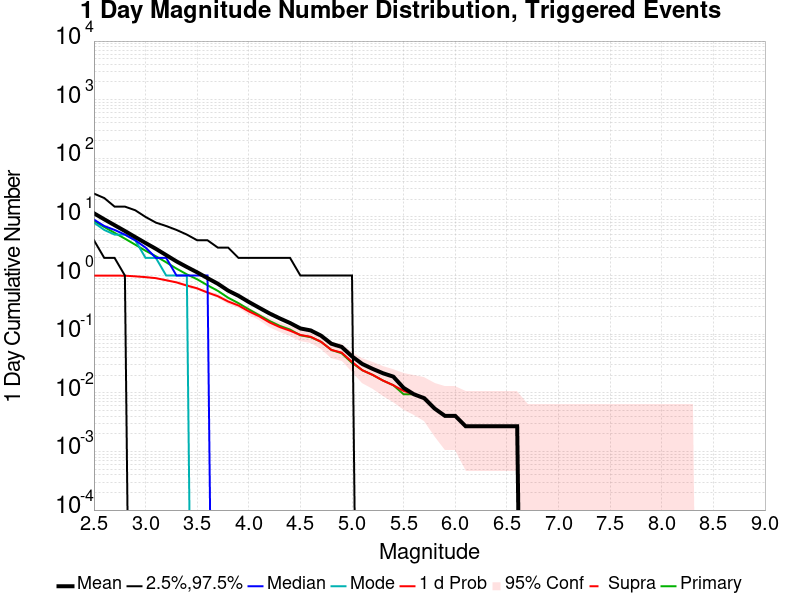 1 Day Magnitude Number Distribution, Triggered Events
10^4
10^3
10^2
10^1
10^0
10^-1
10^-2
10^-3
10^-4
1 Day Cumulative Number
2.5 3.0 3.5 4.0 4.5 5.0 5.5 6.0 6.5 7.0 7.5 8.0 8.5 9.0
Magnitude
Mean 2.5%,97.5% Median Mode 1 d Prob 95% Conf Supra Primary